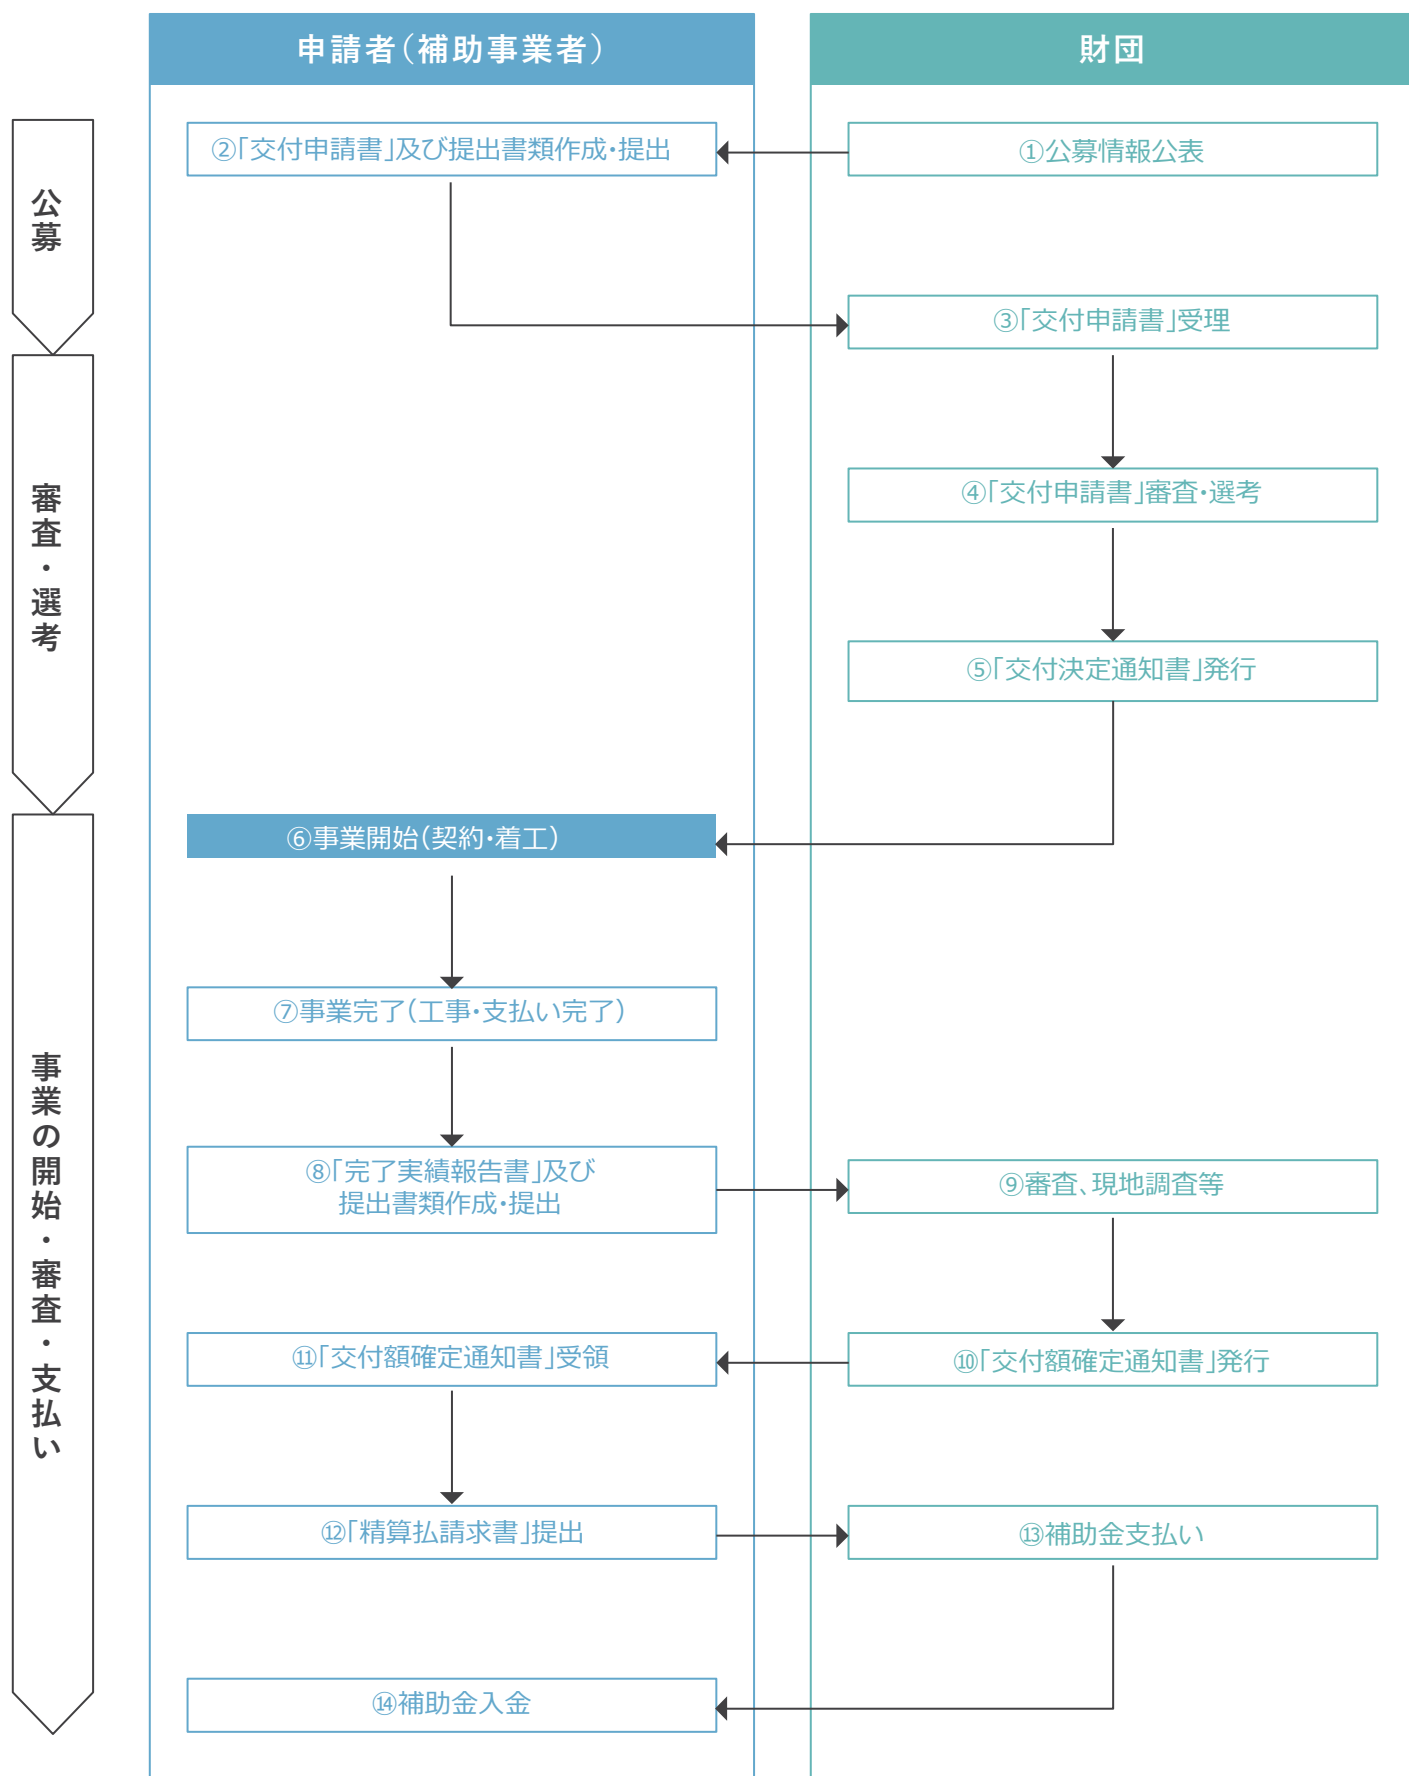 申請者（補助事業者）
財団
公募
②「交付申請書」及び提出書類作成・提出
①公募情報公表
③「交付申請書」受理
審査・選考
④「交付申請書」審査・選考
⑤「交付決定通知書」発行
事業の開始・審査・支払い
⑥事業開始（契約・着工）
⑦事業完了（工事・支払い完了）
⑧「完了実績報告書」及び
提出書類作成・提出
⑨審査、現地調査等
⑪「交付額確定通知書」受領
⑩「交付額確定通知書」発行
⑫「精算払請求書」提出
⑬補助金支払い
⑭補助金入金